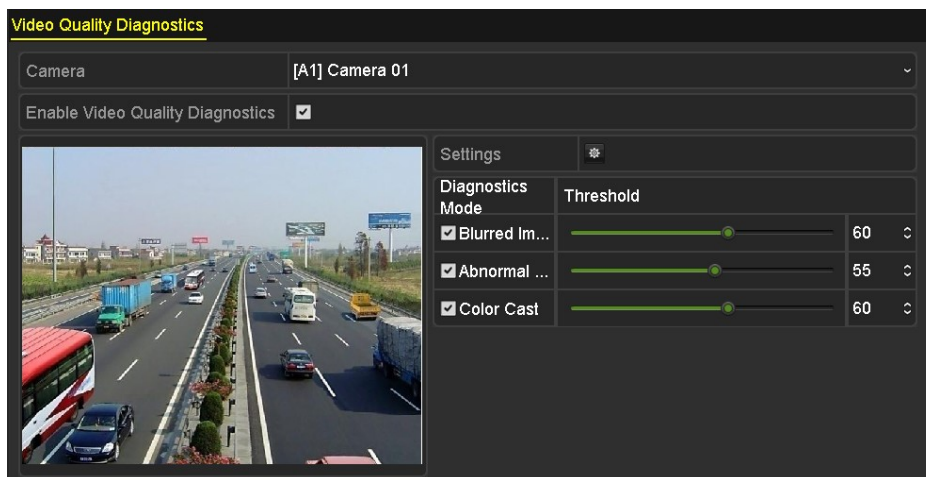 Video Quality Diagnostics
Camera
[A1] Camera 01
Enable Video Quality Diagnostics
Settings
Diagnostics
Mode
Threshold
Blurred Im...
60
Abnormal ...
55
Color Cast
60